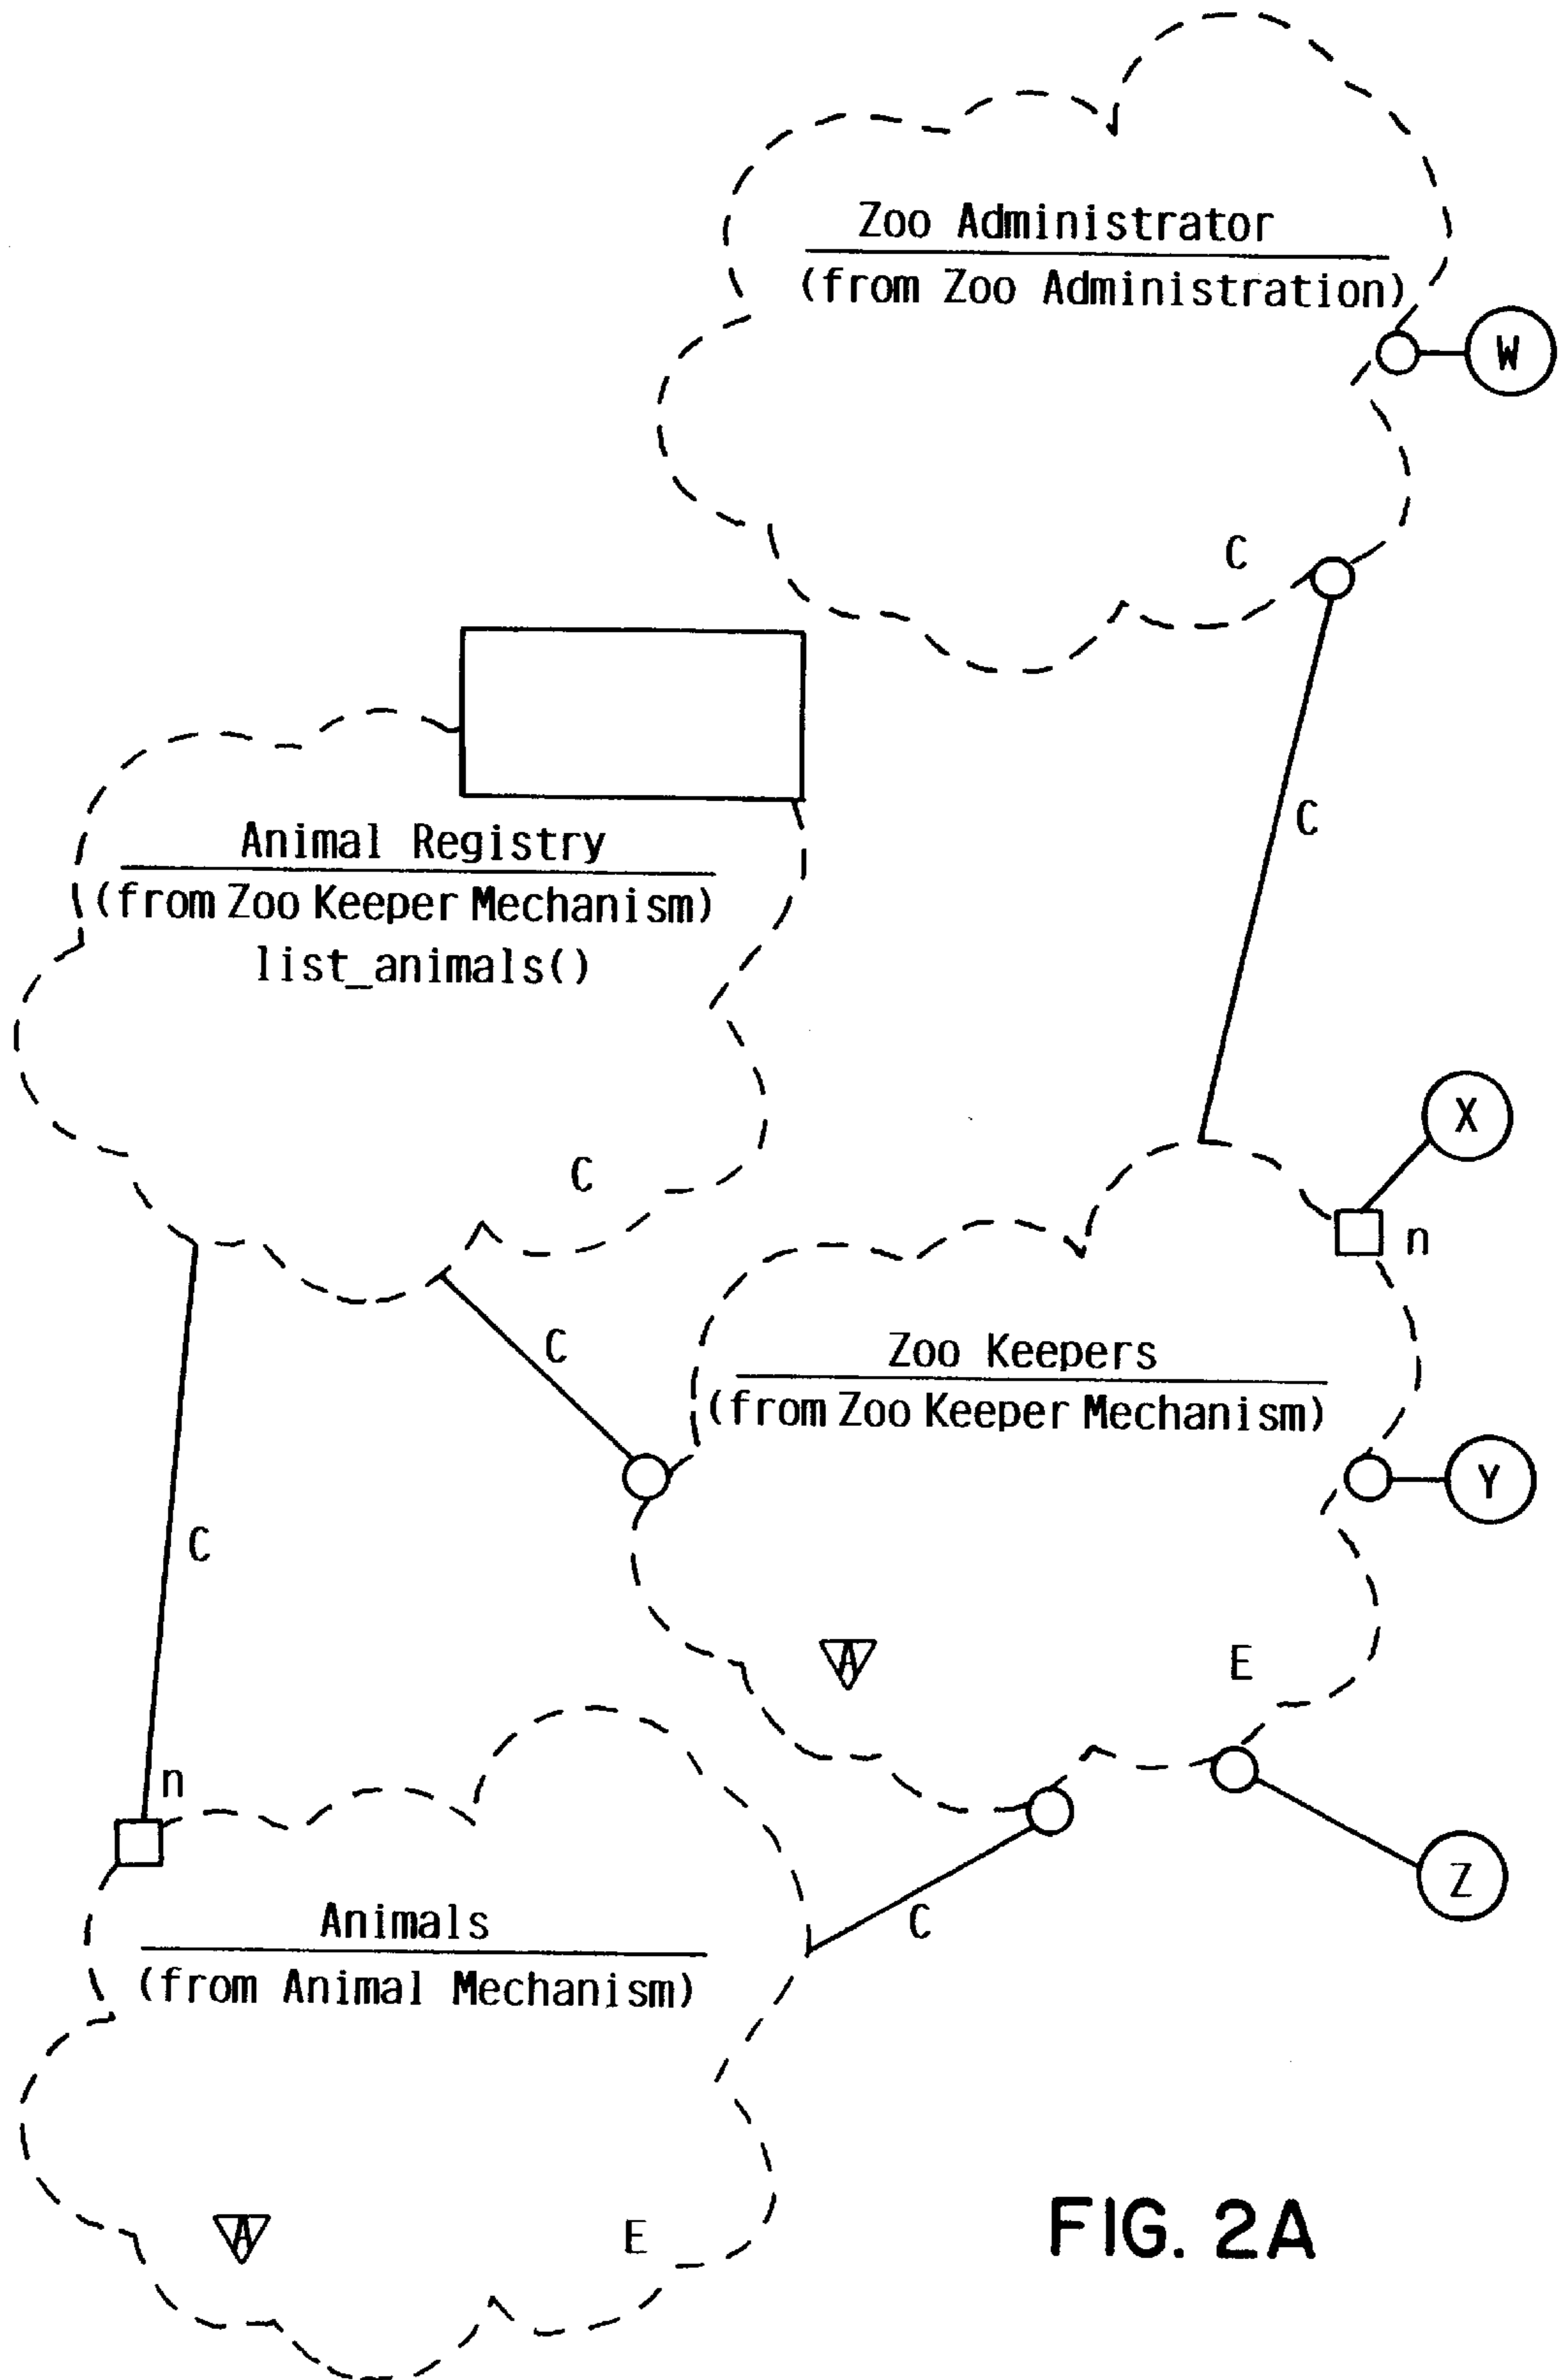 Zoo Administrator
(from Zoo Administration)
W
C
C
Animal Registry
(from Zoo Keeper Mechanism)
list_animals()
C
X
n
C
Zoo Keepers
(from Zoo Keeper Mechanism)
Y
C
A
E
n
Z
Animals
(from Animal Mechanism)
C
A
E
FIG. 2A